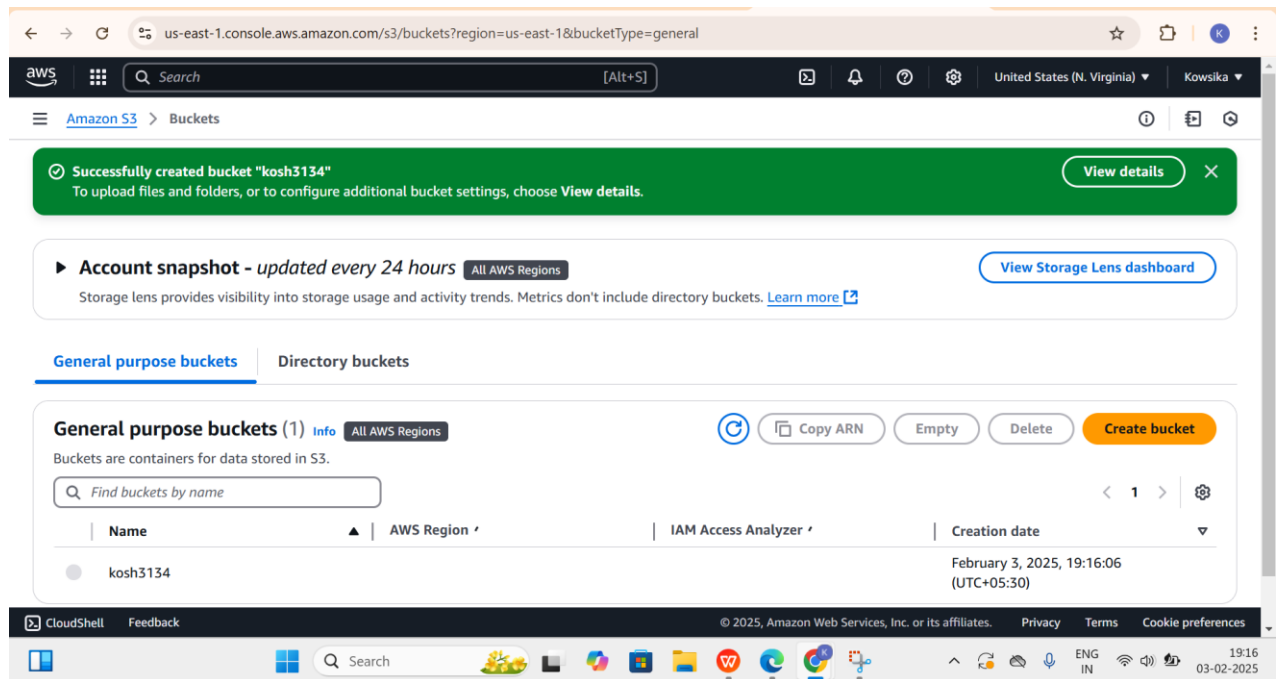 us-east-1.console.aws.amazon.com/s3/buckets?region=us-east-1&bucketType=general
K
aws
Search [Alt+S]
United States (N. Virginia) ▼ Kowsika ▼
Amazon S3 > Buckets
Successfully created bucket "kosh3134"
To upload files and folders, or to configure additional bucket settings, choose View details.
View details
Account snapshot - updated every 24 hours All AWS Regions
View Storage Lens dashboard
Storage lens provides visibility into storage usage and activity trends. Metrics don't include directory buckets. Learn more
General purpose buckets Directory buckets
General purpose buckets (1) Info All AWS Regions
Copy ARN Empty Delete Create bucket
Buckets are containers for data stored in S3.
Find buckets by name
< 1 >
Name AWS Region IAM Access Analyzer Creation date
kosh3134 February 3, 2025, 19:16:06
(UTC+05:30)
CloudShell Feedback © 2025, Amazon Web Services, Inc. or its affiliates. Privacy Terms Cookie preferences
Search
ENG
IN
19:16
03-02-2025